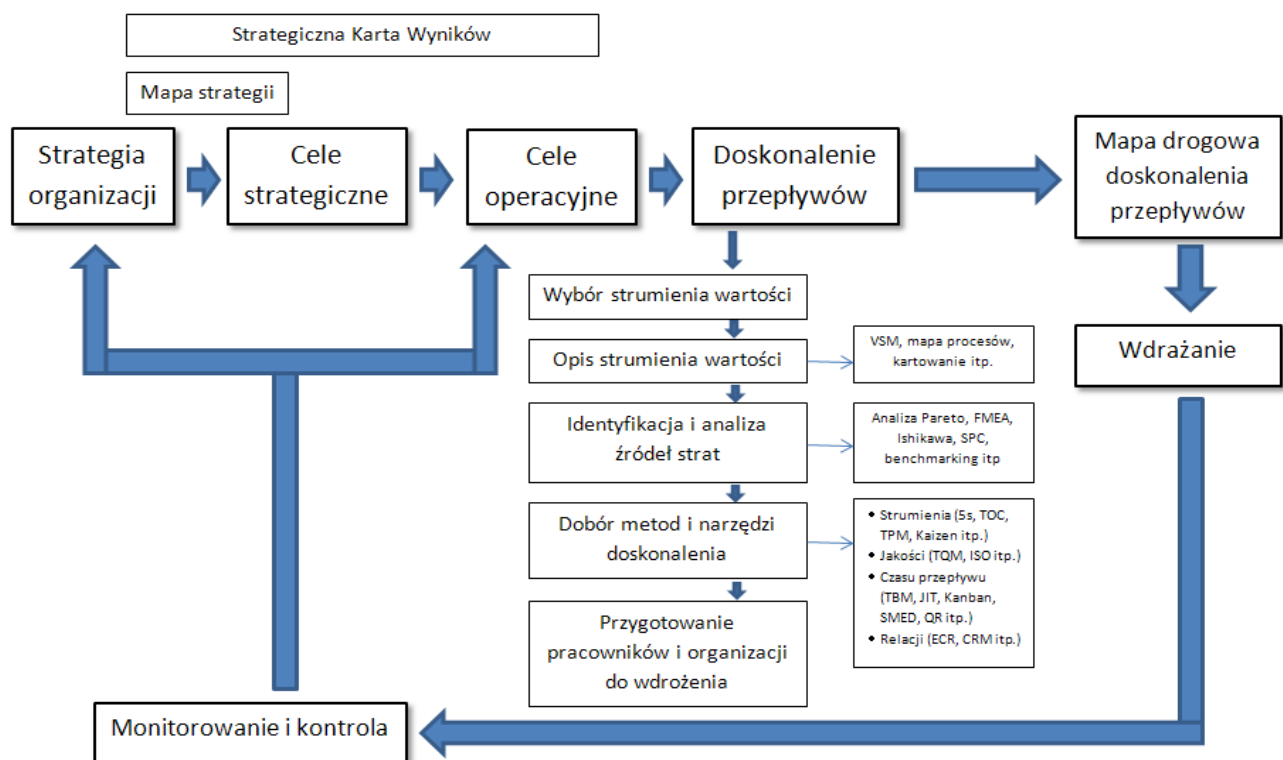 Strategiczna Karta Wyników
Mapa strategii
Strategia
organizacji
Cele
strategiczne
Cele
operacyjne
Doskonalenie
przepływów
Mapa drogowa
doskonalenia
przepływów
Wybór strumienia wartości
Opis strumienia wartości
VSM, mapa procesów,
kartowanie itp.
Wdrażanie
Identyfikacja i analiza
źródeł strat
Analiza Pareto, FMEA,
Ishikawa, SPC,
benchmarking itp
Dobór metod i narzędzi
doskonalenia
• Strumienia (5s, TOC,
TPM, Kaizen itp.)
• Jakości (TQM, ISO itp.)
• Czasu przepływu
(TBM, JIT, Kanban,
SMED, QR itp.)
• Relacji (ECR, CRM itp.)
Przygotowanie
pracowników i organizacji
do wdrożenia
Monitorowanie i kontrola